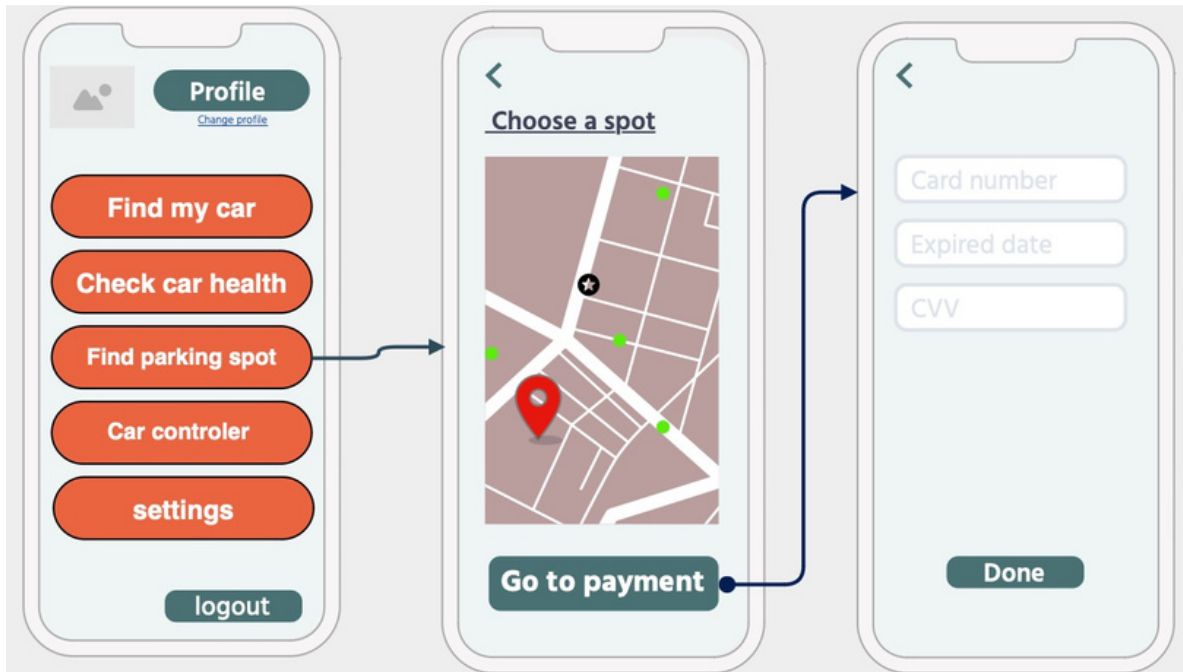 Profile
Change profile
Find my car
Check car health
Find parking spot
Car controler
settings
logout
Choose a spot
Go to payment
Card number
Expired date
CVV
Done